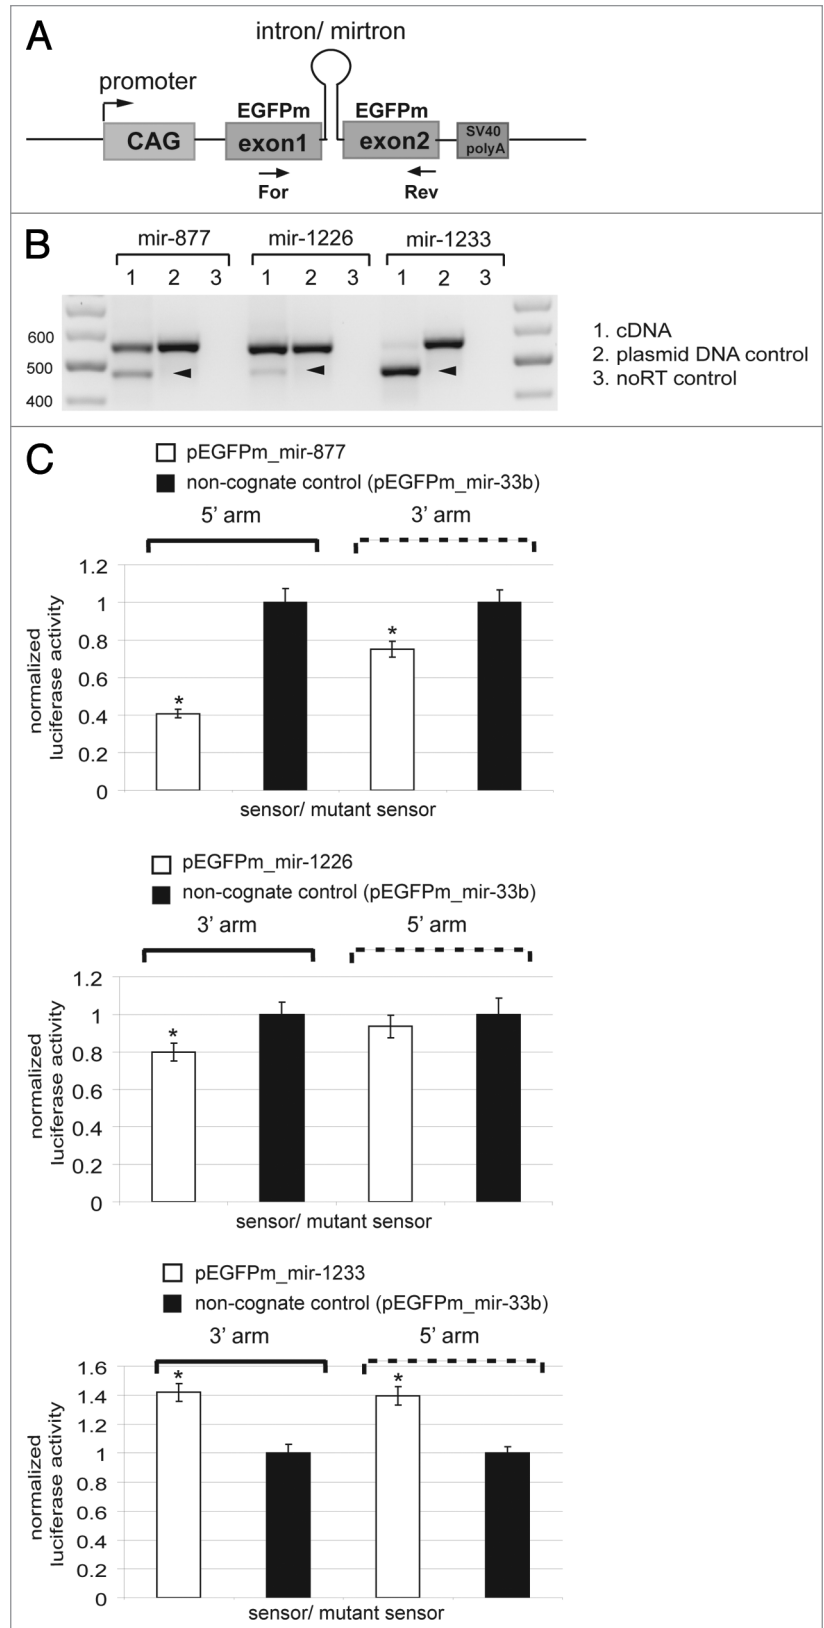 A
intron/ mirtron
promoter
EGFPm
EGFPm
CAG
exon1
exon2
SV40
polyA
For
Rev
B
mir-877
mir-1226
mir-1233
1 2 3 1 2 3 1 2 3
600
500
400
1. cDNA
2. plasmid DNA control
3. noRT control
C
pEGFPm_mir-877
non-cognate control (pEGFPm_mir-33b)
5’ arm
3’ arm
normalized
luciferase activity
1.2
1
0.8
0.6
0.4
0.2
0
*
*
sensor/ mutant sensor
pEGFPm_mir-1226
non-cognate control (pEGFPm_mir-33b)
3’ arm
5’ arm
normalized
luciferase activity
1.2
1
0.8
0.6
0.4
0.2
0
*
sensor/ mutant sensor
pEGFPm_mir-1233
non-cognate control (pEGFPm_mir-33b)
3’ arm
5’ arm
normalized
luciferase activity
1.6
1.4
1.2
1
0.8
0.6
0.4
0.2
0
*
*
sensor/ mutant sensor